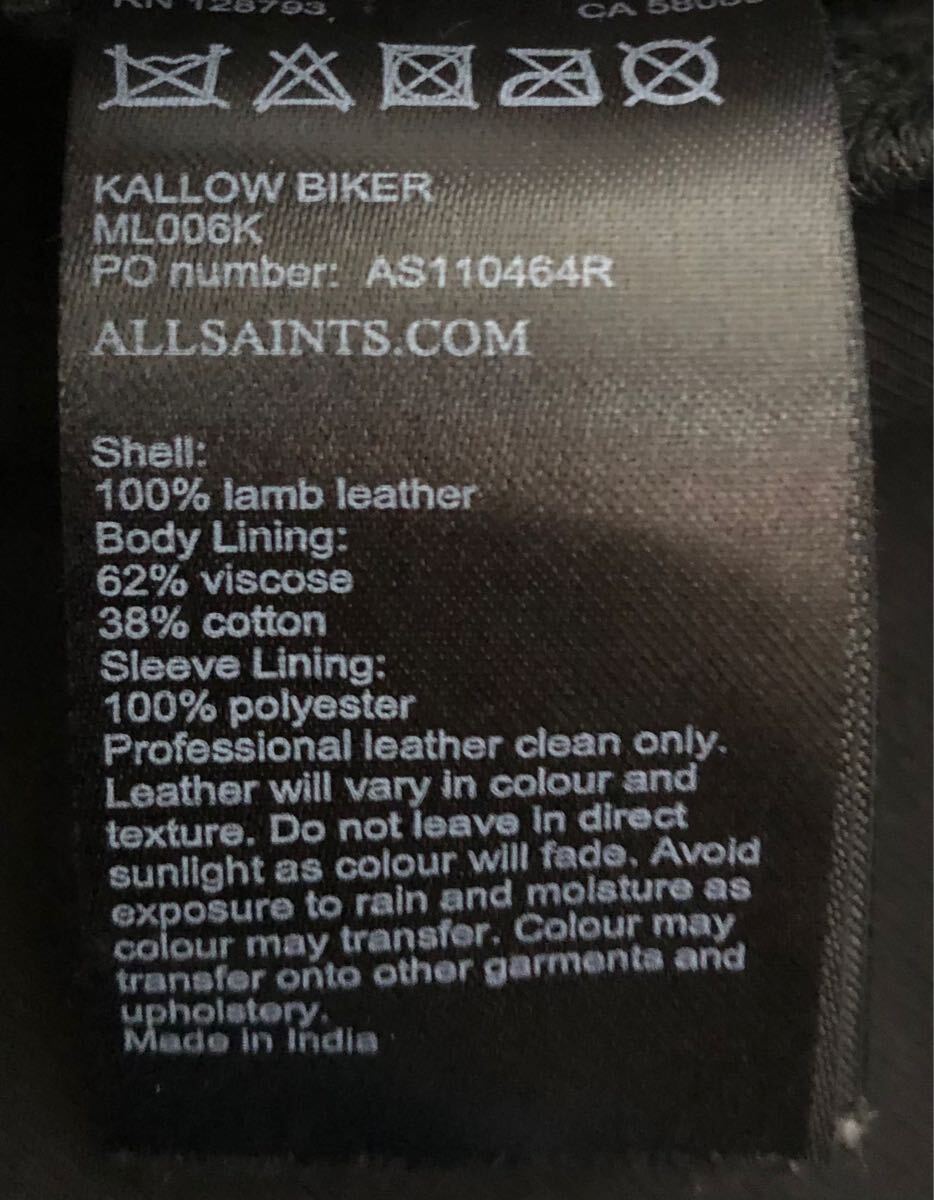 RN 128793,
CA
KALLOW BIKER
ML006K
PO number: AS110464R
ALLSAINTS.COM
Shell:
100% lamb leather
Body Lining:
62% viscose
38% cotton
Sleeve Lining:
100% polyester
Professional leather clean only.
Leather will vary in colour and
texture. Do not leave in direct
sunlight as colour will fade. Avoid
exposure to rain and moisture as
colour may transfer. Colour may
transfer onto other garments and
upholstery.
Made in India